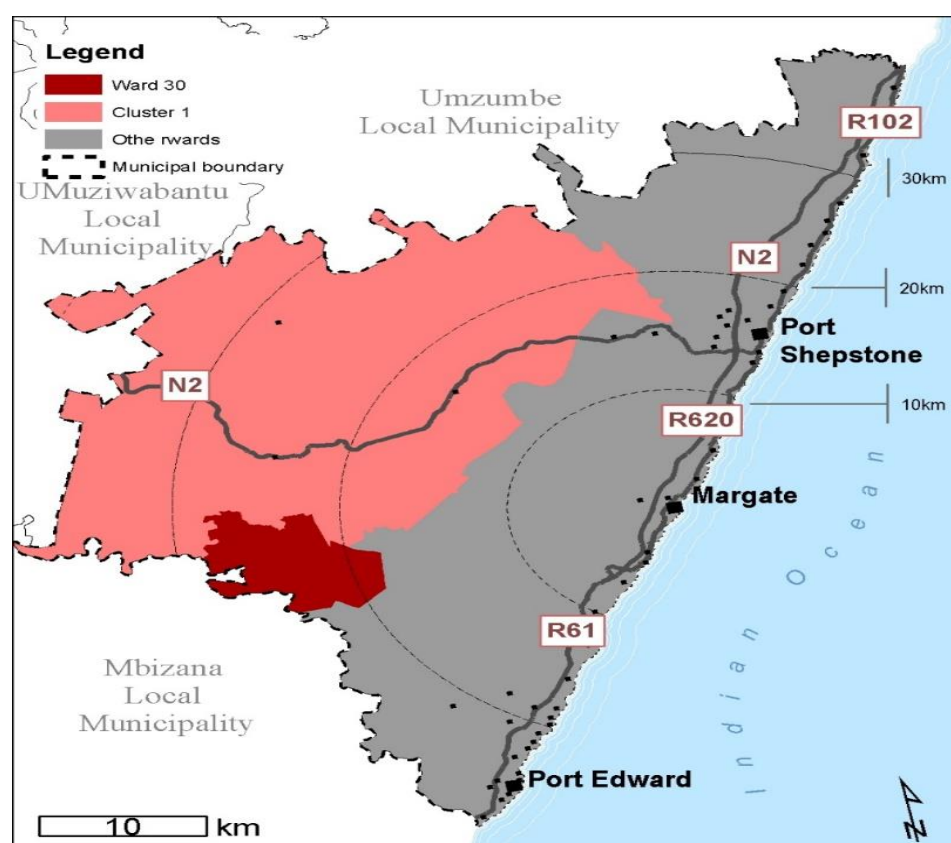 Legend
Ward 30
Cluster 1
Othe rwards
Municipal boundary
Umzumbe
Local Municipality
UMuziwabantu
Local
Municipality
R102
30km
N2
20km
Port
Shepstone
N2
10km
R620
Margate
Indian Ocean
R61
Mbizana
Local
Municipality
Port Edward
10 km
N